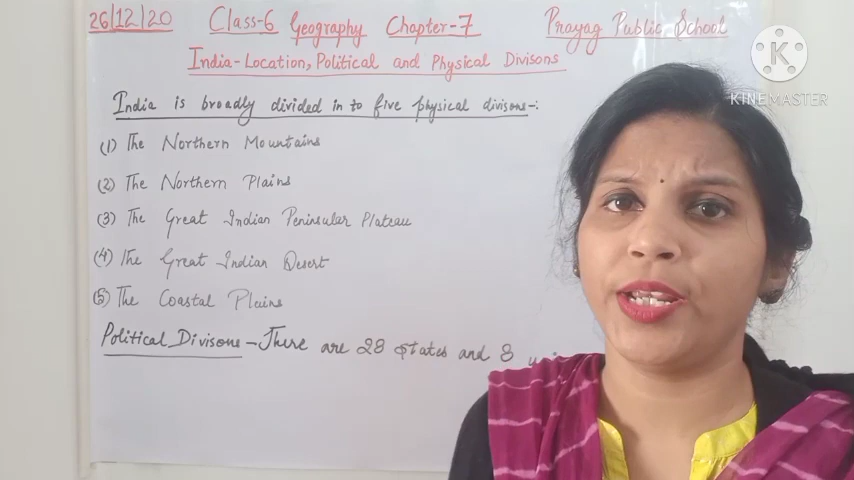 26/12/20 Class-6 Geography Chapter-7 Prayag Public School
India-Location, Political and Physical Divisons
India is broadly divided in to five physical divisons-:
(1) The Northern Mountains
(2) The Northern Plains
(3) The Great Indian Peninsular Plateau
(4) The Great Indian Desert
(5) The Coastal Plains
Political Divisons - There are 28 states and 8
KINEMASTER